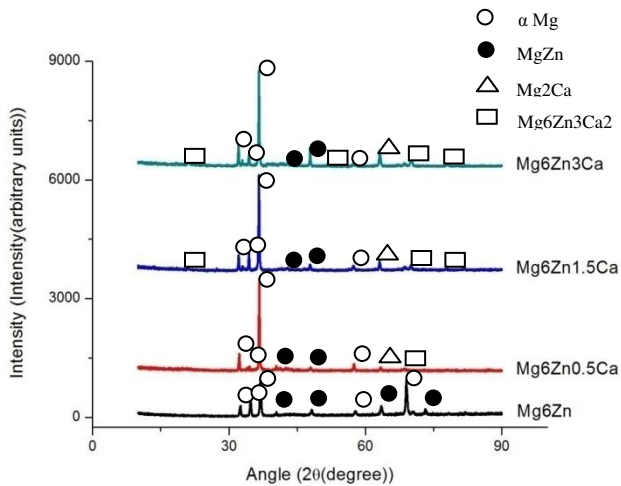 α Mg
MgZn
Mg2Ca
Mg6Zn3Ca2
9000
6000
3000
0
Intensity (Intensity(arbitrary units))
Mg6Zn3Ca
Mg6Zn1.5Ca
Mg6Zn0.5Ca
Mg6Zn
0 30 60 90
Angle (2θ(degree))